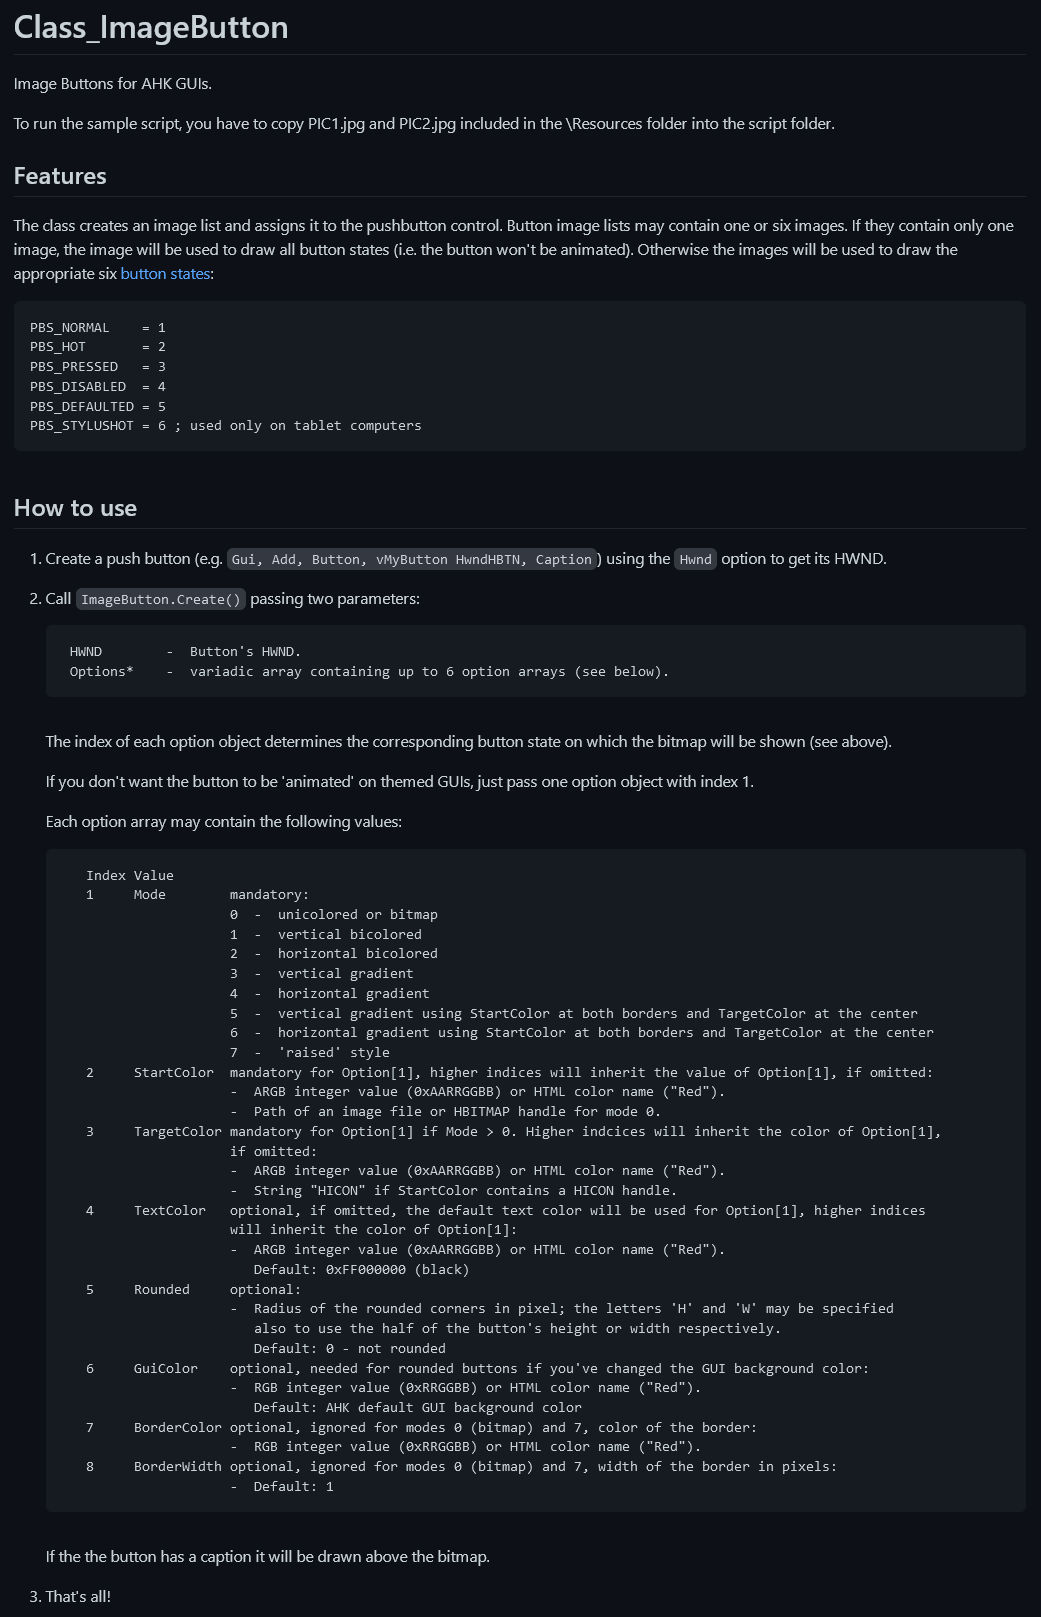 Class_ImageButton
Image Buttons for AHK GUIs.
To run the sample script, you have to copy PIC1.jpg and PIC2.jpg included in the \Resources folder into the script folder.
Features
The class creates an image list and assigns it to the pushbutton control. Button image lists may contain one or six images. If they contain only one
image, the image will be used to draw all button states (i.e. the button won't be animated). Otherwise the images will be used to draw the
appropriate six button states:
PBS_NORMAL    = 1
PBS_HOT       = 2
PBS_PRESSED   = 3
PBS_DISABLED  = 4
PBS_DEFAULTED = 5
PBS_STYLUSHOT = 6 ; used only on tablet computers
How to use
1. Create a push button (e.g. Gui, Add, Button, vMyButton HwndHBTN, Caption) using the Hwnd option to get its HWND.
2. Call ImageButton.Create() passing two parameters:
HWND        -  Button's HWND.
Options*    -  variadic array containing up to 6 option arrays (see below).
The index of each option object determines the corresponding button state on which the bitmap will be shown (see above).
If you don't want the button to be 'animated' on themed GUIs, just pass one option object with index 1.
Each option array may contain the following values:
Index Value
1     Mode        mandatory:
0  -  unicolored or bitmap
1  -  vertical bicolored
2  -  horizontal bicolored
3  -  vertical gradient
4  -  horizontal gradient
5  -  vertical gradient using StartColor at both borders and TargetColor at the center
6  -  horizontal gradient using StartColor at both borders and TargetColor at the center
7  -  'raised' style
2     StartColor  mandatory for Option[1], higher indices will inherit the value of Option[1], if omitted:
-  ARGB integer value (0xAARRGGBB) or HTML color name ("Red").
-  Path of an image file or HBITMAP handle for mode 0.
3     TargetColor mandatory for Option[1] if Mode > 0. Higher indcices will inherit the color of Option[1],
if omitted:
-  ARGB integer value (0xAARRGGBB) or HTML color name ("Red").
-  String "HICON" if StartColor contains a HICON handle.
4     TextColor   optional, if omitted, the default text color will be used for Option[1], higher indices
will inherit the color of Option[1]:
-  ARGB integer value (0xAARRGGBB) or HTML color name ("Red").
Default: 0xFF000000 (black)
5     Rounded     optional:
-  Radius of the rounded corners in pixel; the letters 'H' and 'W' may be specified
also to use the half of the button's height or width respectively.
Default: 0 - not rounded
6     GuiColor    optional, needed for rounded buttons if you've changed the GUI background color:
-  RGB integer value (0xRRGGBB) or HTML color name ("Red").
Default: AHK default GUI background color
7     BorderColor optional, ignored for modes 0 (bitmap) and 7, color of the border:
-  RGB integer value (0xRRGGBB) or HTML color name ("Red").
8     BorderWidth optional, ignored for modes 0 (bitmap) and 7, width of the border in pixels:
-  Default: 1
If the the button has a caption it will be drawn above the bitmap.
3. That's all!